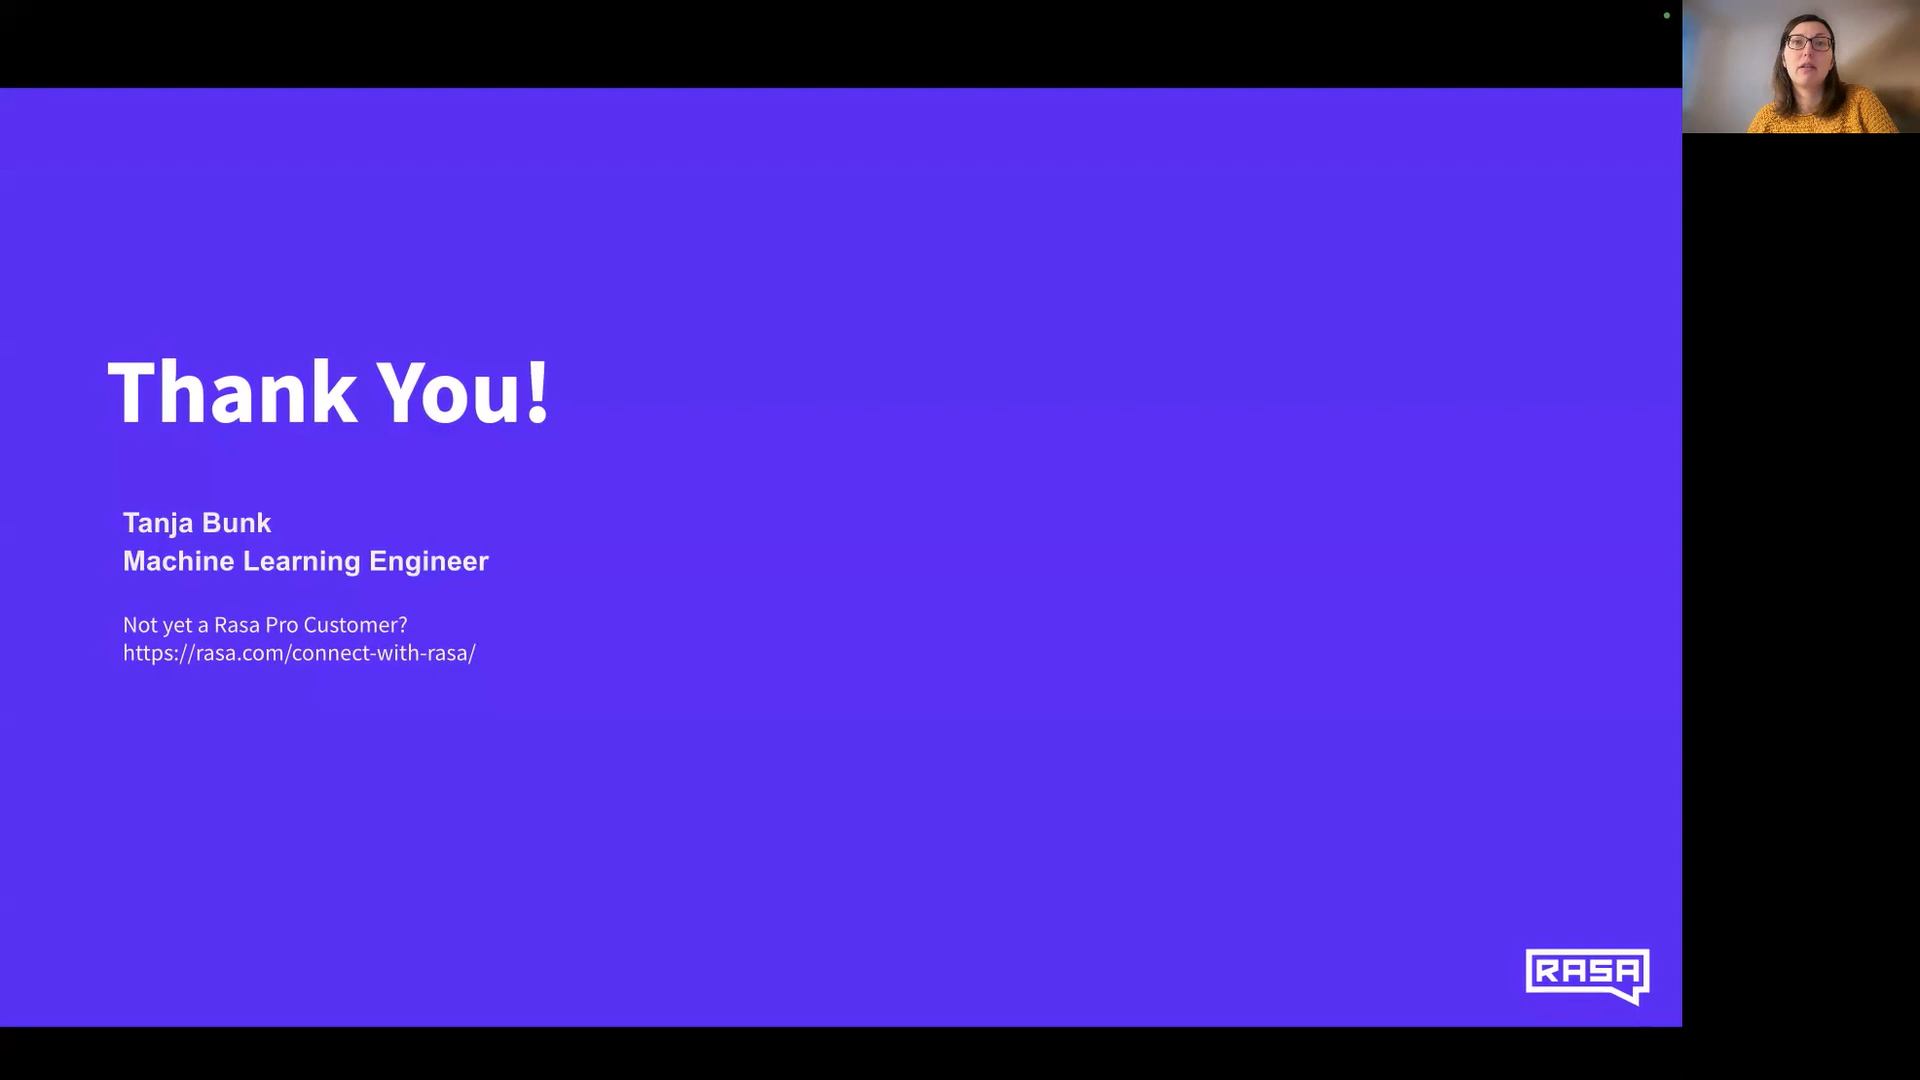 Thank You!
Tanja Bunk
Machine Learning Engineer
Not yet a Rasa Pro Customer?
https://rasa.com/connect-with-rasa/
RASA